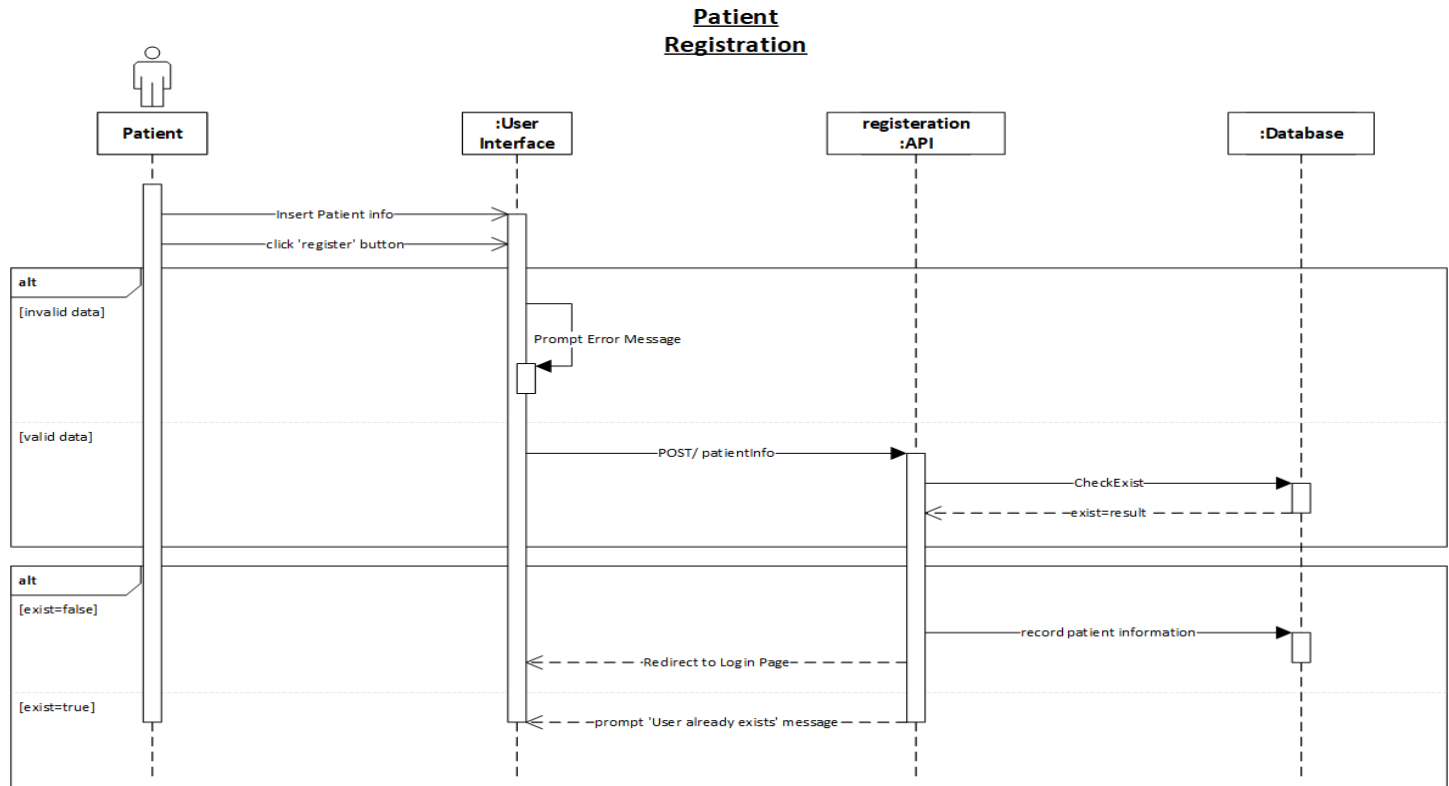 Patient
Registration
Patient
:User
Interface
registeration
:API
:Database
Insert Patient info
click 'register' button
alt
[invalid data]
Prompt Error Message
[valid data]
POST/ patientInfo
CheckExist
exist=result
alt
[exist=false]
record patient information
Redirect to Login Page
[exist=true]
prompt 'User already exists' message